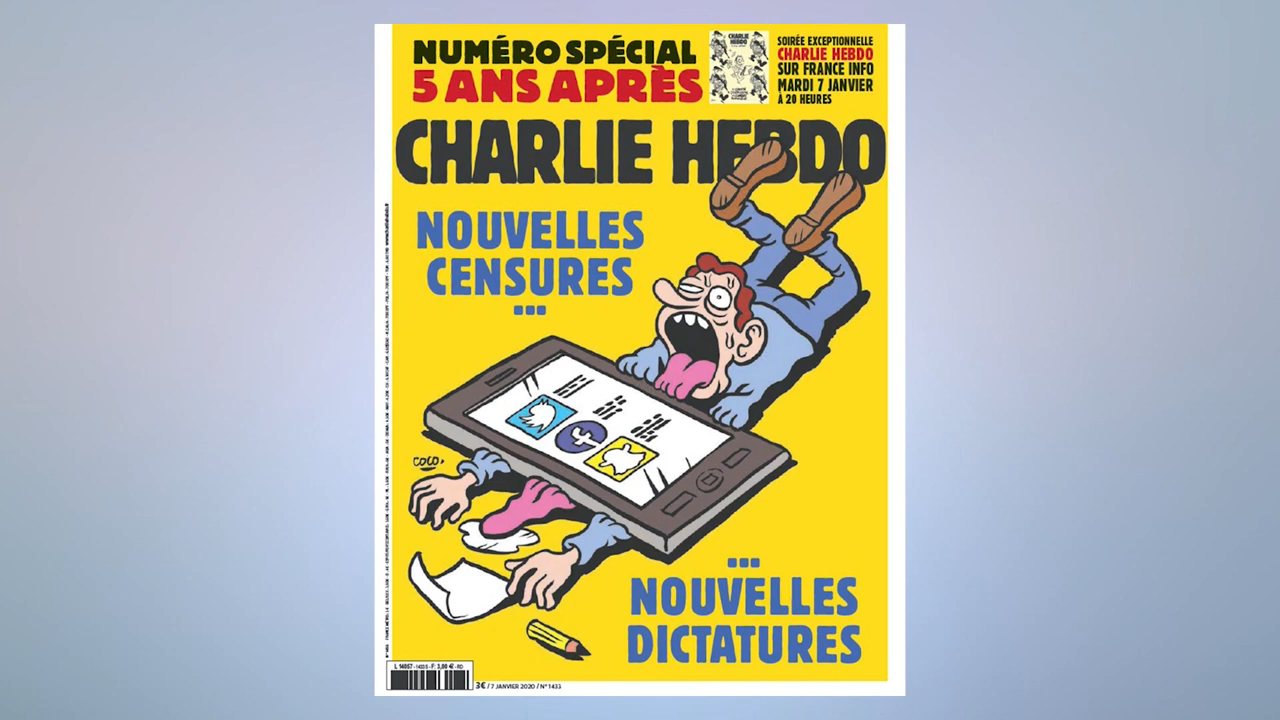 NUMÉRO SPÉCIAL
5 ANS APRÈS
SOIRÉE EXCEPTIONNELLE
CHARLIE HEBDO
SUR FRANCE INFO
MARDI 7 JANVIER
À 20 HEURES
CHARLIE HEBDO
NOUVELLES
CENSURES
...
COCO
...
NOUVELLES
DICTATURES
3€ / 7 JANVIER 2020 / N° 1433